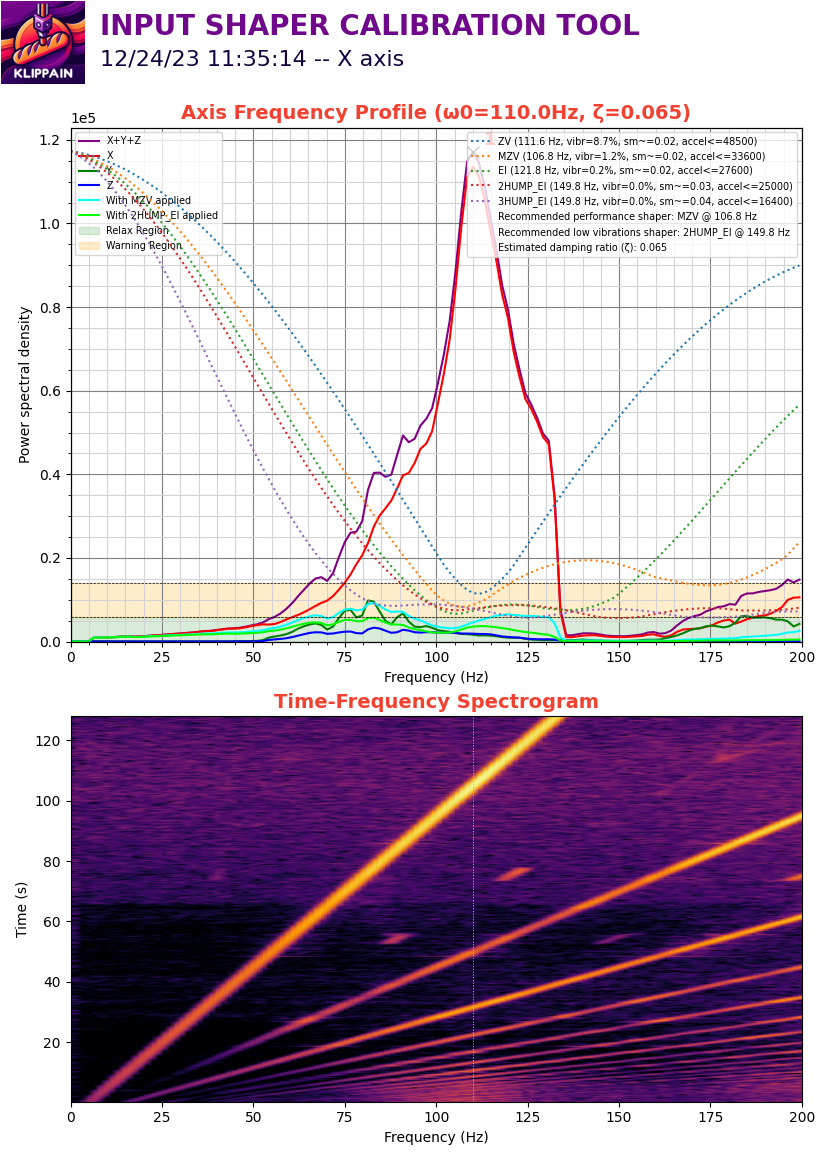 INPUT SHAPER CALIBRATION TOOL
12/24/23 11:35:14 -- X axis
KLIPPAIN
Axis Frequency Profile (ω0=110.0Hz, ζ=0.065)
1e5
X+Y+Z
X
Z
With MZV applied
With 2HUMP_EI applied
Relax Region
Warning Region
ZV (111.6 Hz, vibr=8.7%, sm~=0.02, accel<=48500)
MZV (106.8 Hz, vibr=1.2%, sm~=0.02, accel<=33600)
EI (121.8 Hz, vibr=0.2%, sm~=0.02, accel<=27600)
2HUMP_EI (149.8 Hz, vibr=0.0%, sm~=0.03, accel<=25000)
3HUMP_EI (149.8 Hz, vibr=0.0%, sm~=0.04, accel<=16400)
Recommended performance shaper: MZV @ 106.8 Hz
Recommended low vibrations shaper: 2HUMP_EI @ 149.8 Hz
Estimated damping ratio (ζ): 0.065
Power spectral density
1.2
1.0
0.8
0.6
0.4
0.2
0.0
0 25 50 75 100 125 150 175 200
Frequency (Hz)
Time-Frequency Spectrogram
Time (s)
120
100
80
60
40
20
0 25 50 75 100 125 150 175 200
Frequency (Hz)